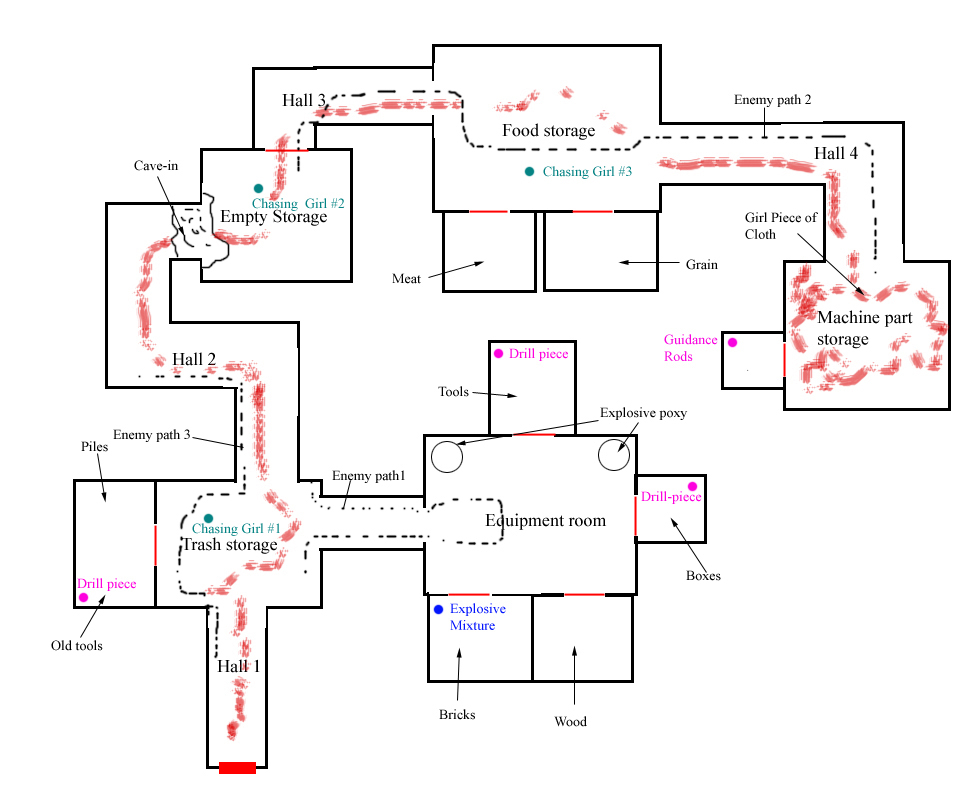 Hall 3
Enemy path 2
Food storage
Hall 4
Cave-in
Chasing Girl #3
Chasing Girl #2
Empty Storage
Girl Piece of
Cloth
Meat
Grain
Machine part
storage
Guidance
Rods
Drill piece
Hall 2
Tools
Explosive poxy
Enemy path 3
Piles
Enemy path1
Drill-piece
Equipment room
Chasing Girl #1
Trash storage
Boxes
Drill piece
Explosive
Mixture
Old tools
Hall 1
Bricks
Wood